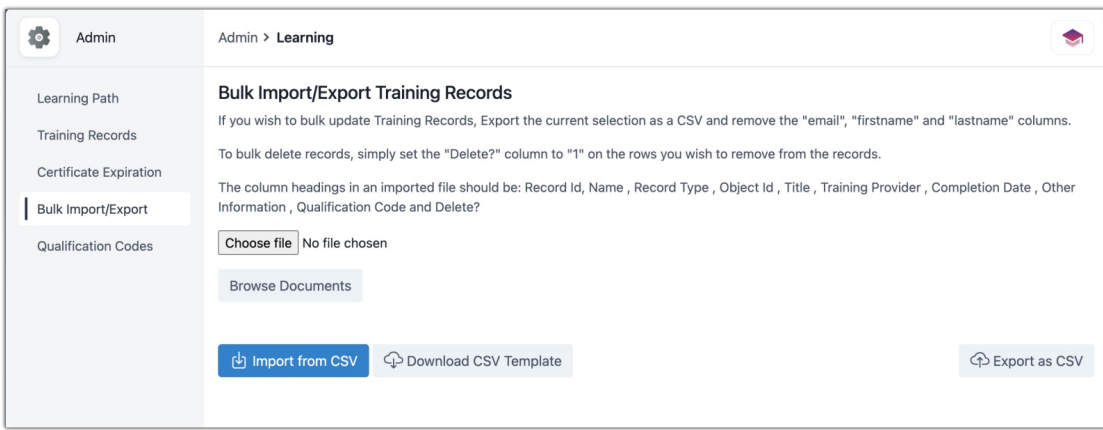 Admin
Admin > Learning
Learning Path
Training Records
Certificate Expiration
Bulk Import/Export
Qualification Codes
Bulk Import/Export Training Records
If you wish to bulk update Training Records, Export the current selection as a CSV and remove the "email", "firstname" and "lastname" columns.
To bulk delete records, simply set the "Delete?" column to "1" on the rows you wish to remove from the records.
The column headings in an imported file should be: Record Id, Name , Record Type , Object Id , Title , Training Provider , Completion Date , Other
Information , Qualification Code and Delete?
Choose file No file chosen
Browse Documents
Import from CSV Download CSV Template Export as CSV